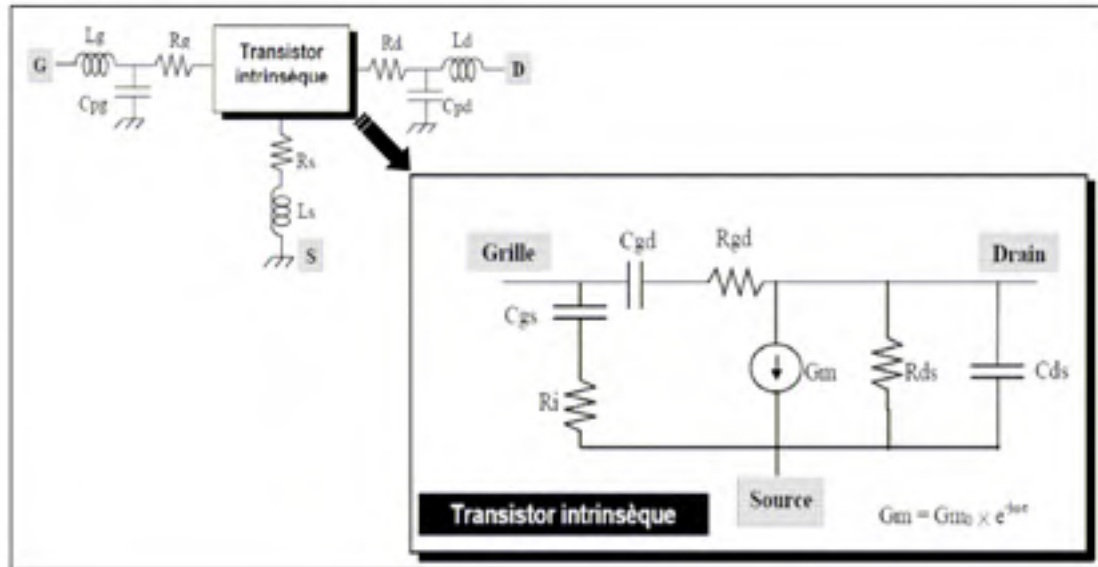 Lg
Rg
Transistor intrinsèque
Rd
Ld
G
D
Cpg
Cpd
Rs
Ls
S
Grille
Cgd
Rgd
Drain
Cgs
Gm
Rds
Cds
Ri
Source
Transistor intrinsèque
Gm = Gm₀ ×